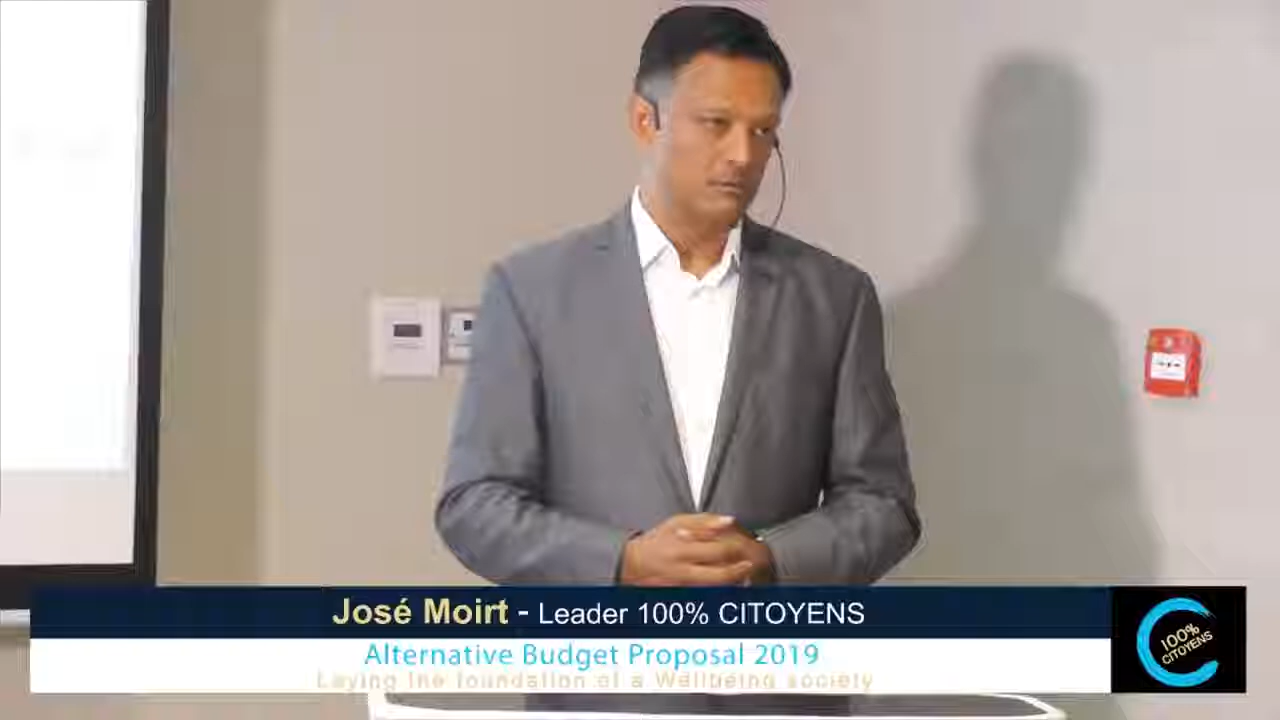 José Moirt - Leader 100% CITOYENS
Alternative Budget Proposal 2019
Laying the foundation of a Wellbeing society
100%
CITOYENS